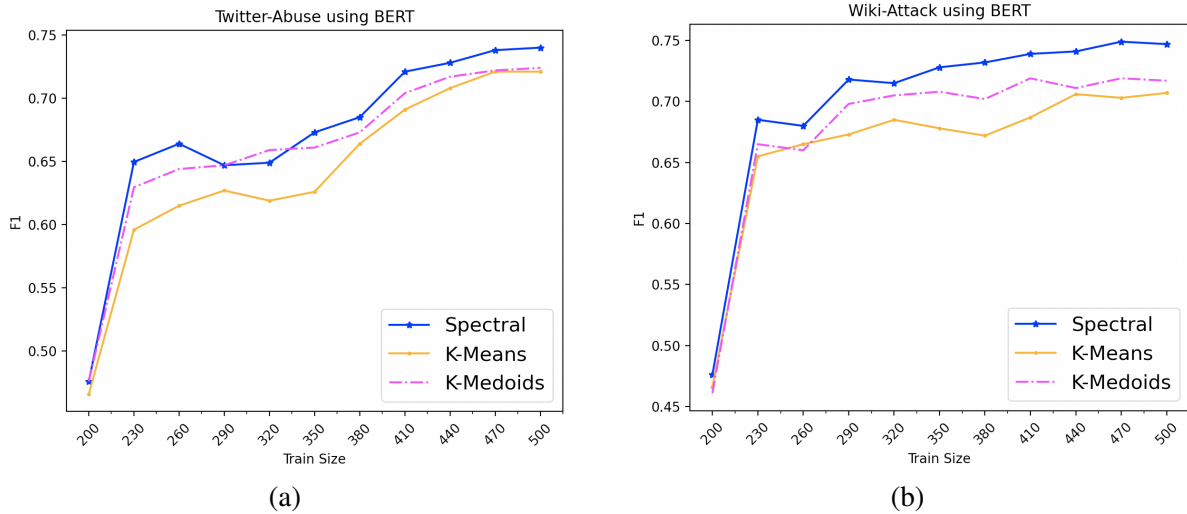 Twitter-Abuse using BERT
0.75
0.70
0.65
0.60
0.55
0.50
F1
Spectral
K-Means
K-Medoids
200 230 260 290 320 350 380 410 440 470 500
Train Size
(a)
Wiki-Attack using BERT
0.75
0.70
0.65
0.60
0.55
0.50
0.45
F1
Spectral
K-Means
K-Medoids
200 230 260 290 320 350 380 410 440 470 500
Train Size
(b)